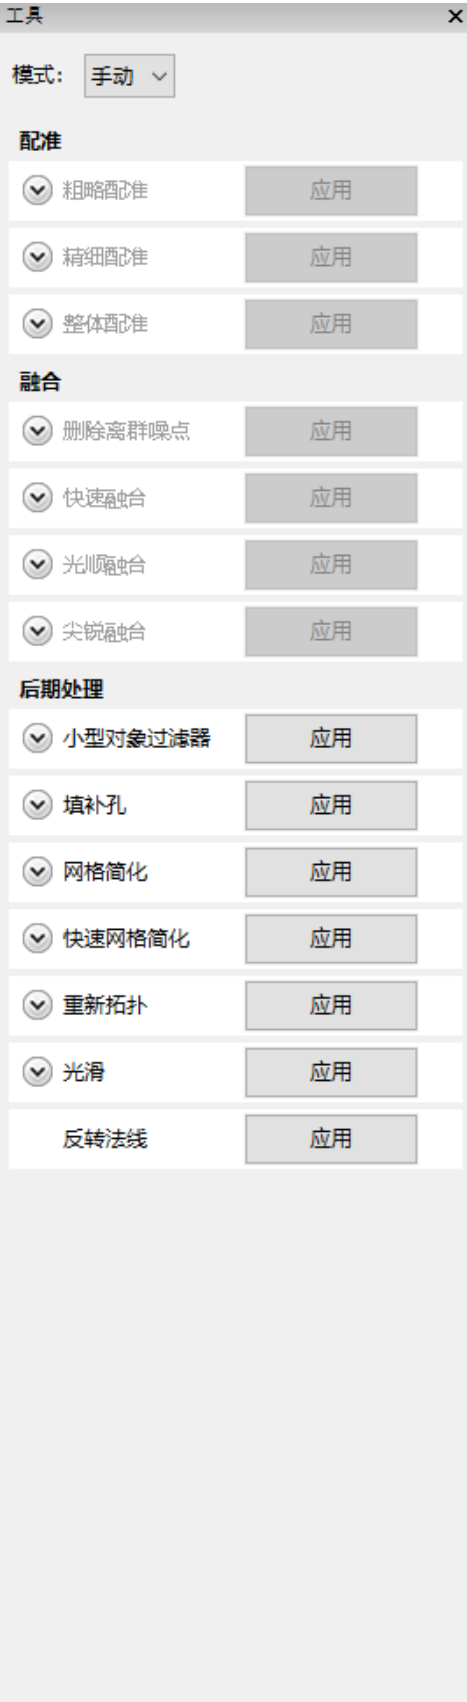 工具
模式： 手动
配准
粗略配准 应用
精细配准 应用
整体配准 应用
融合
删除离群噪点 应用
快速融合 应用
光顺融合 应用
尖锐融合 应用
后期处理
小型对象过滤器 应用
填补孔 应用
网格简化 应用
快速网格简化 应用
重新拓扑 应用
光滑 应用
反转法线 应用